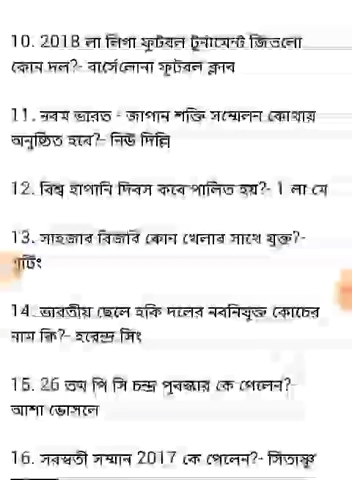 10. 2018 লা লিগা ফুটবল টুর্নামেন্ট জিতলো
কোন দল?- বার্সেলোনা ফুটবল ক্লাব
11. নবম ভারত - জাপান শক্তি সম্মেলন কোথায়
অনুষ্ঠিত হবে?- নিউ দিল্লি
12. বিশ্ব হাপানি দিবস কবে পালিত হয়?- 1 লা মে
13. সাহজার রিজভি কোন খেলার সাথে যুক্ত?-
শুটিং
14. ভারতীয় ছেলে হকি দলের নবনিযুক্ত কোচের
নাম কি?- হরেন্দ্র সিং
15. 26 তম পি সি চন্দ্র পুরস্কার কে পেলেন?-
আশা ভোসলে
16. সরস্বতী সম্মান 2017 কে পেলেন?- সিতাংশু